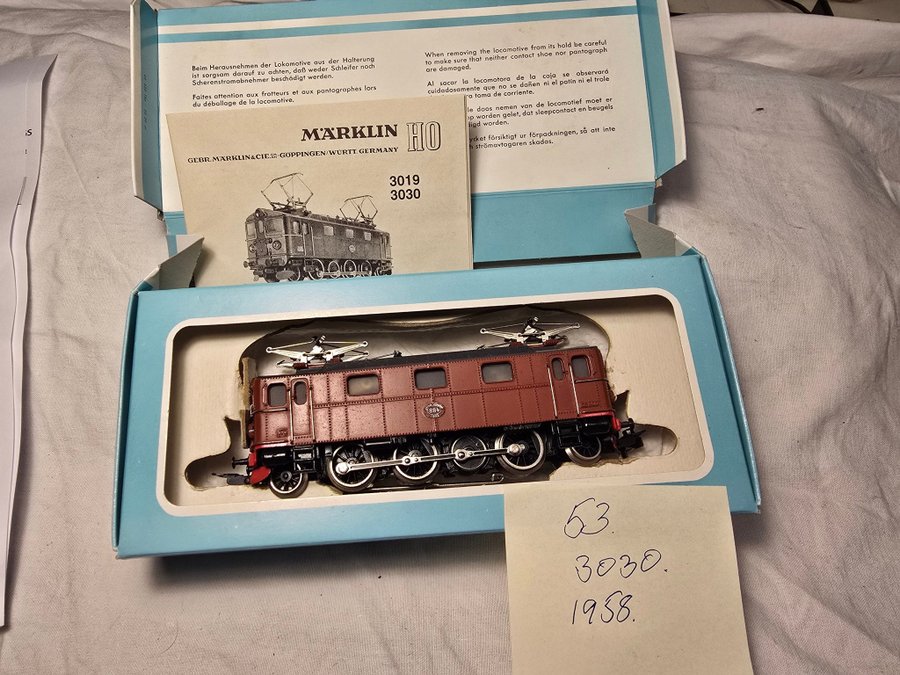 Beim Herausnehmen der Lokomotive aus der Halterung
ist sorgsam darauf zu achten, daß weder Schleifer noch
Scherenstromabnehmer beschädigt werden.
Faites attention aux frotteurs et aux pantographes lors
du déballage de la locomotive.
When removing the locomotive from its hold be careful
to make sure that neither contact shoe nor pantograph
are damaged.
Al sacar la locomotora de la caja se observará
cuidadosamente que no se dañen ni el patín ni el trole
toma de corriente.
doos nemen van de locomotief moet er
op worden gelet, dat sleepcontact en beugels
worden.
försiktigt ur förpackningen, så att inte
strömavtagaren skadas.
MÄRKLIN HO
GEBR. MÄRKLIN & CIE. GÖPPINGEN/WÜRTT. GERMANY
3019
3030
53.
3030.
1958.